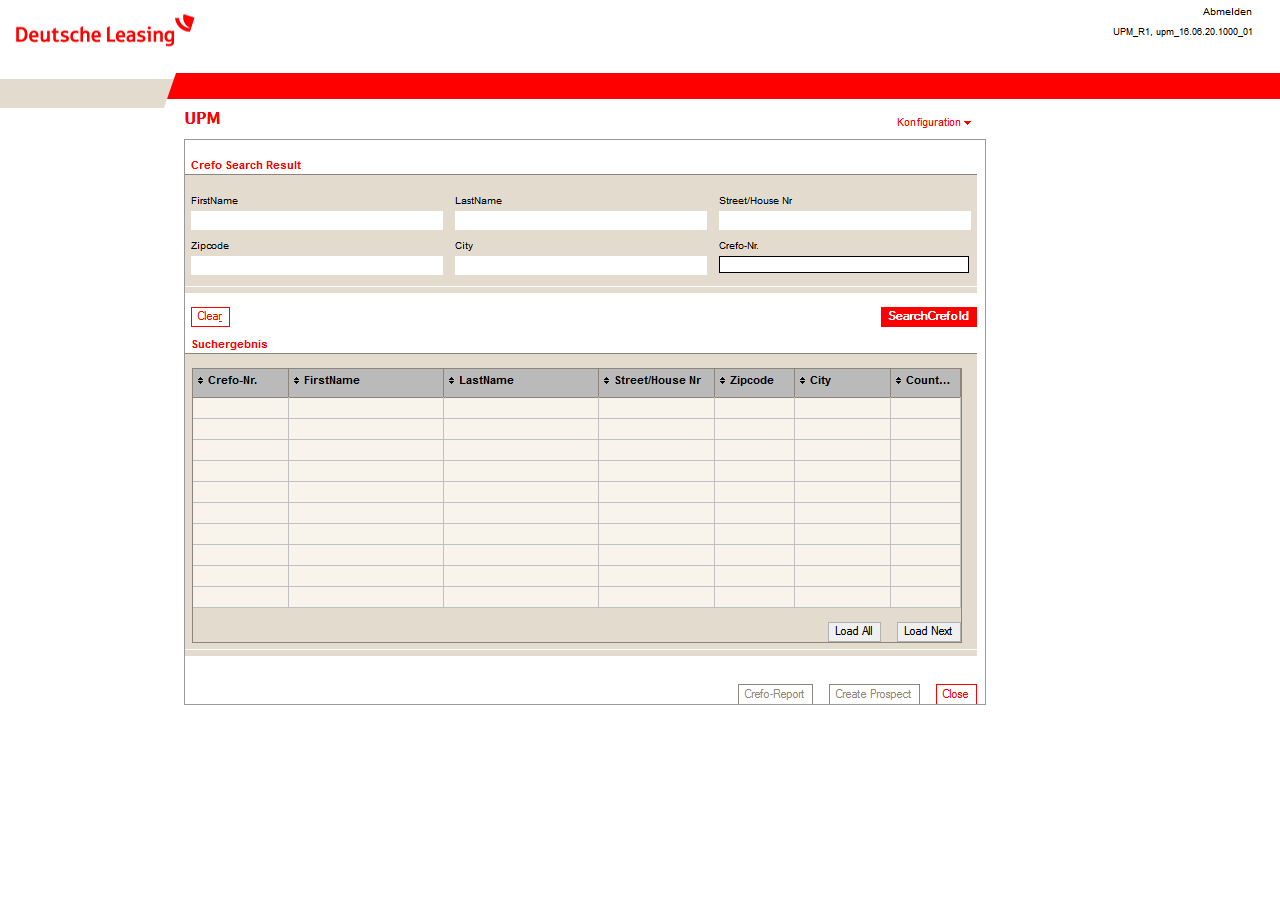 Abmelden
Deutsche Leasing
UPM_R1, upm_16.06.20.1000_01
UPM
Konfiguration
Crefo Search Result
FirstName LastName Street/House Nr
Zipcode City Crefo-Nr.
Clear SearchCrefoId
Suchergebnis
Crefo-Nr. FirstName LastName Street/House Nr Zipcode City Count...
Load All Load Next
Crefo-Report Create Prospect Close